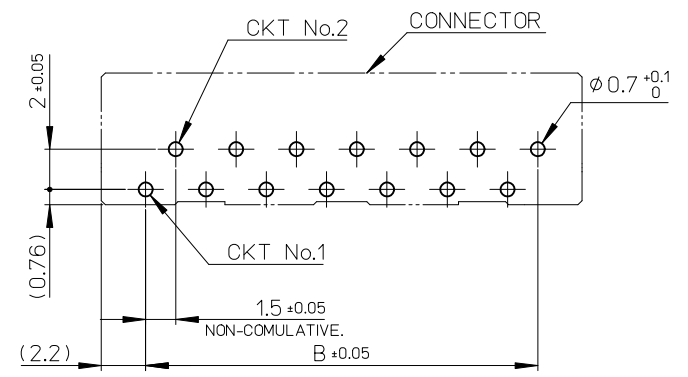 CKT No.2
CONNECTOR
2 ±0.05
Ø0.7 +0.1 0
CKT No.1
(0.76)
1.5 ±0.05
NON-COMULATIVE.
(2.2)
B ±0.05